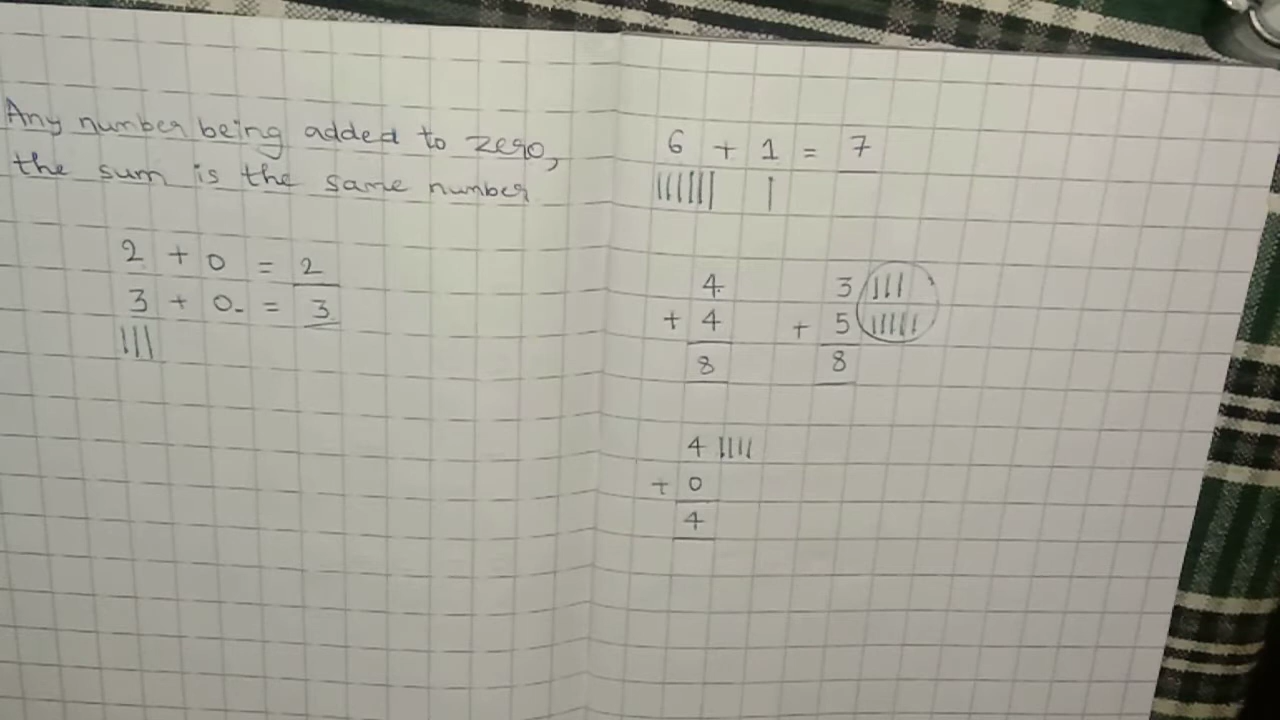 Any number being added to zero,
the sum is the same number
2 + 0 = 2
3 + 0 = 3
6 + 1 = 7
4
+ 4
8
3
+ 5
8
4
+ 0
4